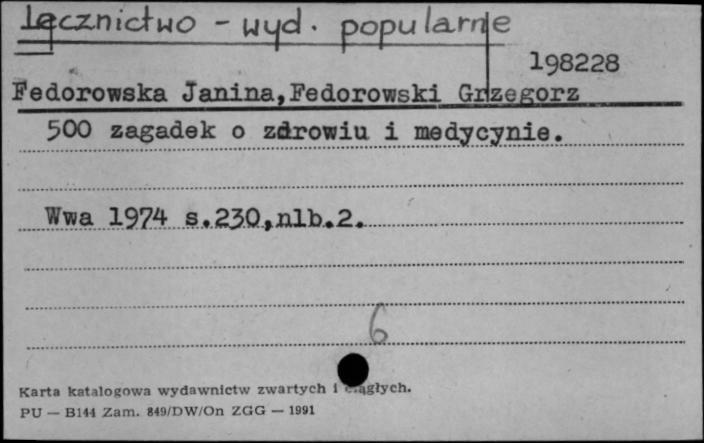 Lecznictwo - wyd. popularne
198228
Fedorowska Janina,Fedorowski Grzegorz
500 zagadek o zdrowiu i medycynie.
Wwa 1974 s.230,nlb.2.
6
Karta katalogowa wydawnictw zwartych i ciągłych.
PU — B144 Zam. 849/DW/On ZGG — 1991